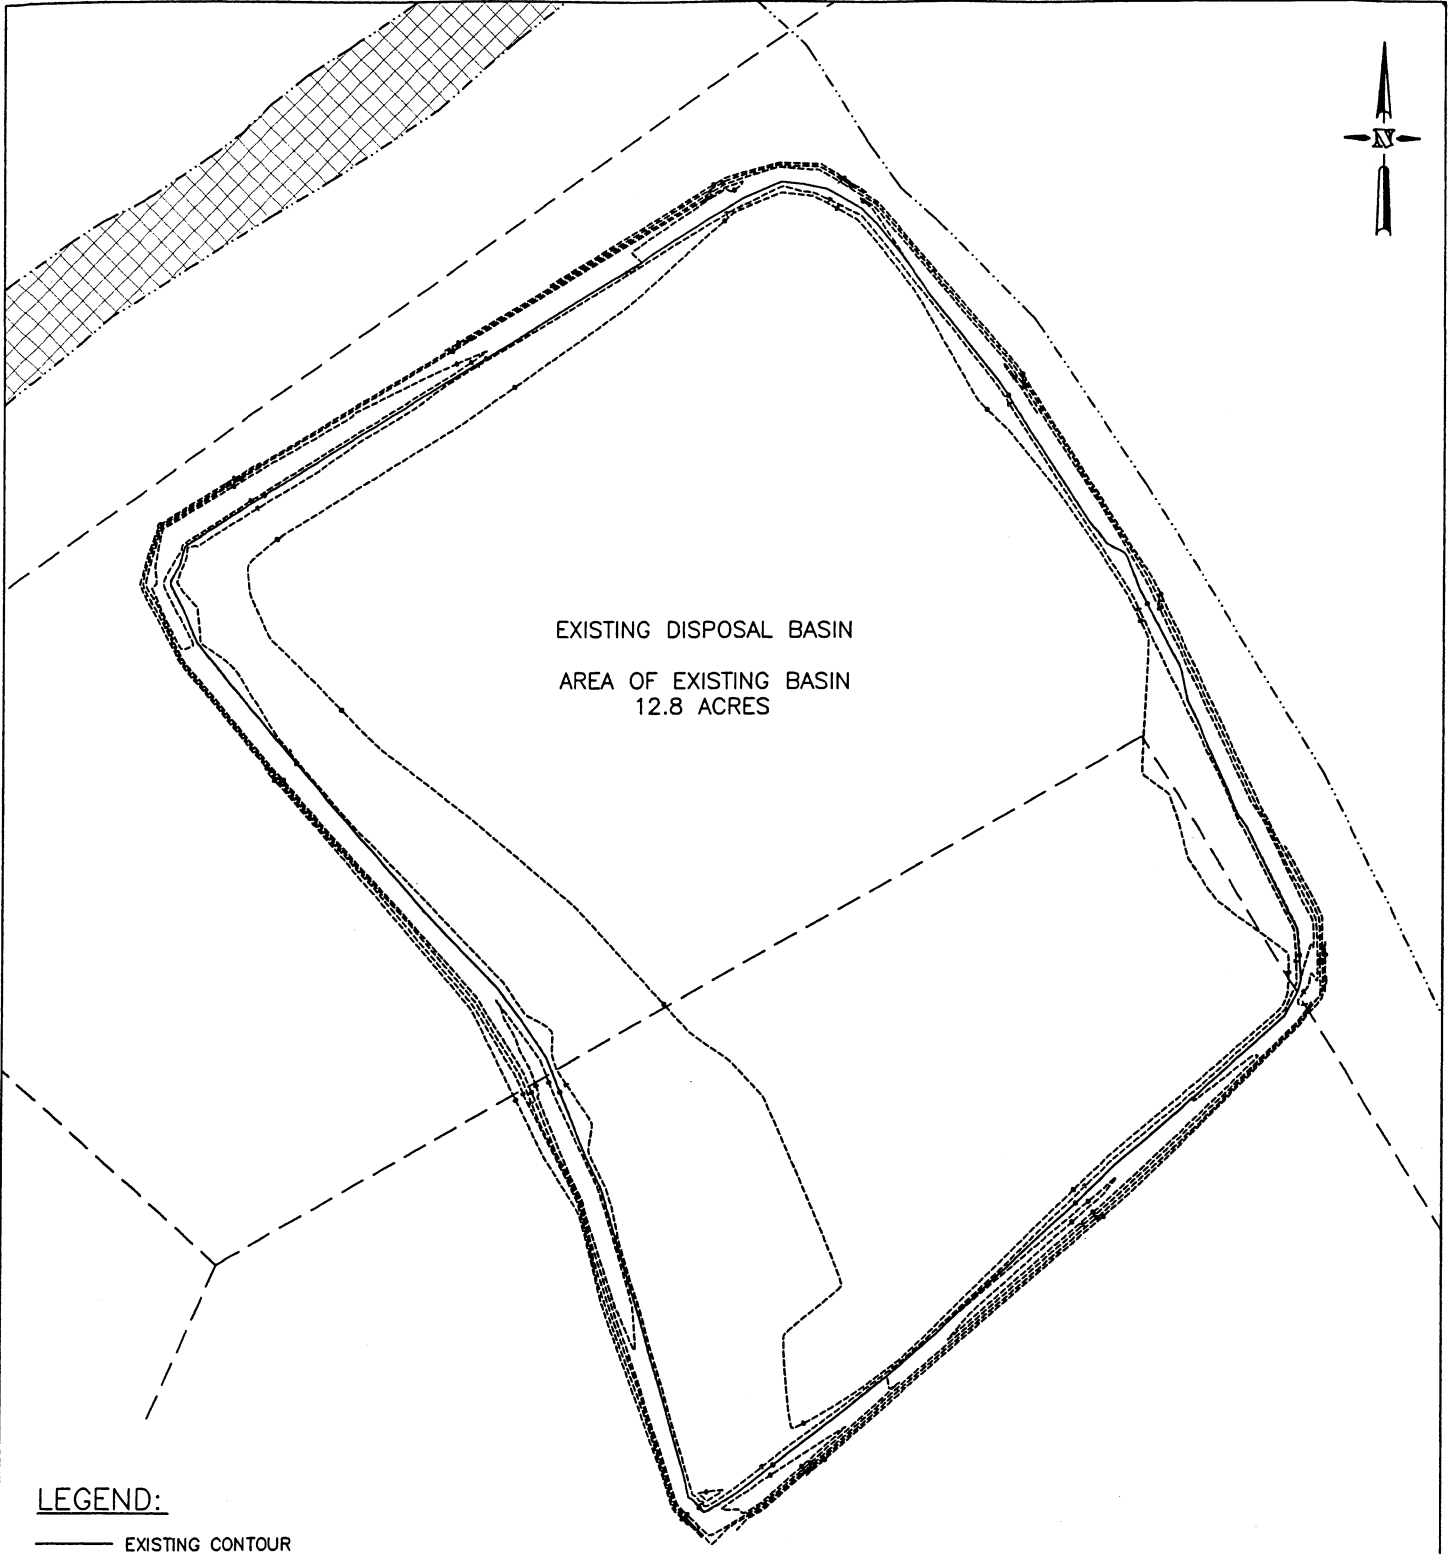 N
EXISTING DISPOSAL BASIN
AREA OF EXISTING BASIN
12.8 ACRES
LEGEND:
EXISTING CONTOUR